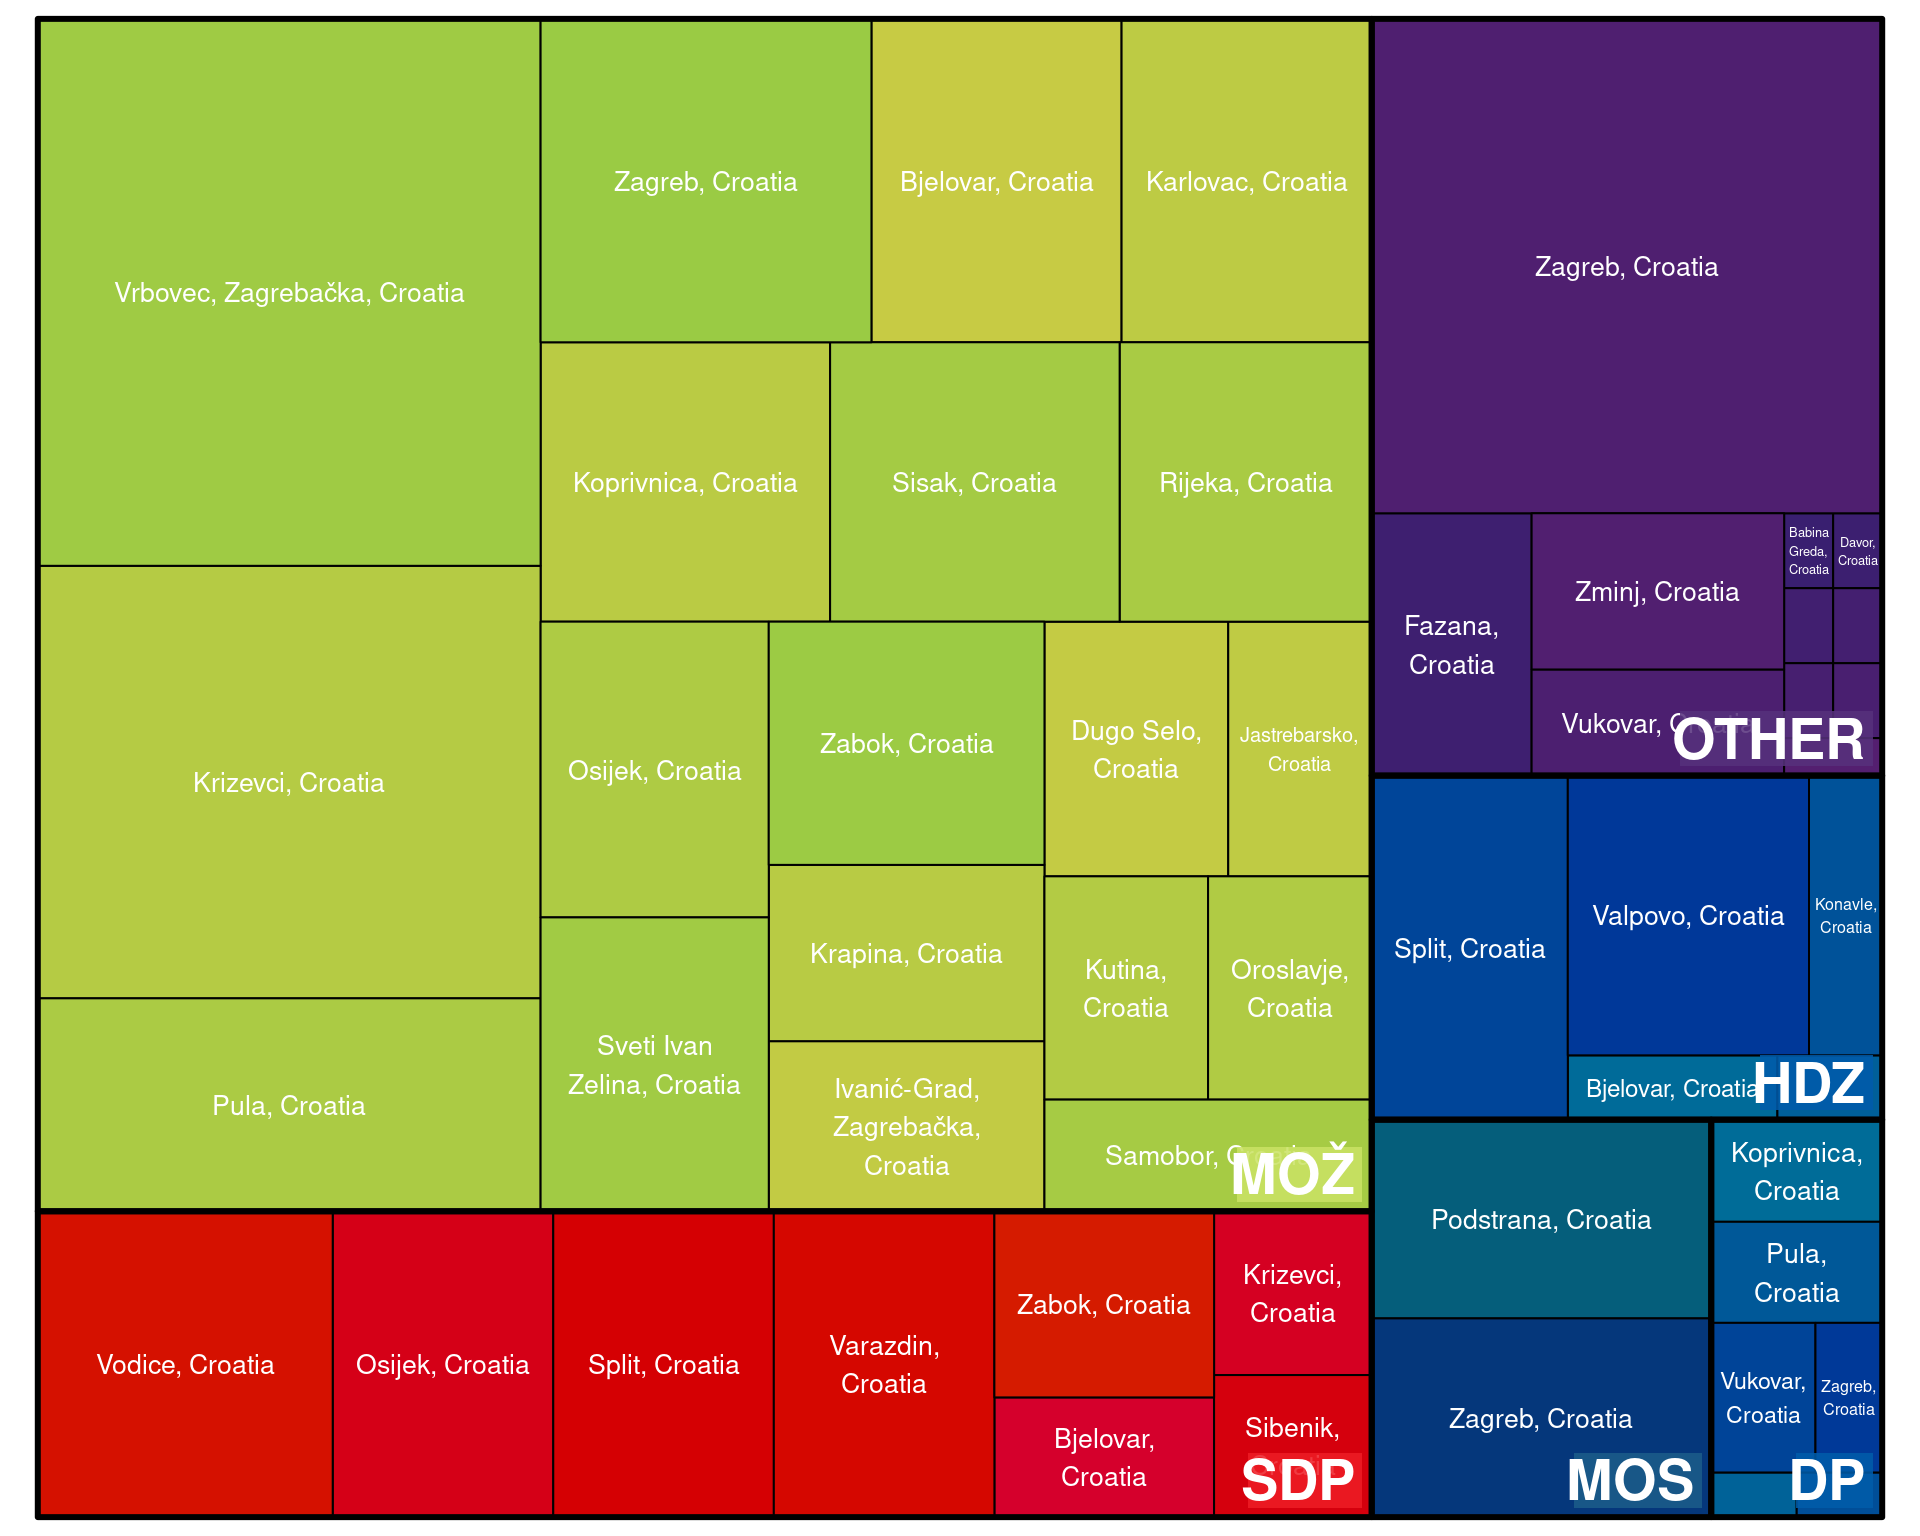 Vrbovec, Zagrebačka, Croatia
Zagreb, Croatia
Bjelovar, Croatia
Karlovac, Croatia
Koprivnica, Croatia
Sisak, Croatia
Rijeka, Croatia
Krizevci, Croatia
Pula, Croatia
Osijek, Croatia
Sveti Ivan
Zelina, Croatia
Zabok, Croatia
Krapina, Croatia
Ivanić-Grad,
Zagrebačka,
Croatia
Dugo Selo,
Croatia
Jastrebarsko,
Croatia
Kutina,
Croatia
Oroslavje,
Croatia
Samobor, Croatia
MOŽ
Vodice, Croatia
Osijek, Croatia
Split, Croatia
Varazdin,
Croatia
Zabok, Croatia
Bjelovar,
Croatia
Krizevci,
Croatia
Sibenik,
Croatia
SDP
Zagreb, Croatia
Fazana,
Croatia
Zminj, Croatia
Vukovar, Croatia
Babina
Greda,
Croatia
Davor,
Croatia
OTHER
Split, Croatia
Valpovo, Croatia
Konavle,
Croatia
Bjelovar, Croatia
HDZ
Podstrana, Croatia
Zagreb, Croatia
MOS
Koprivnica,
Croatia
Pula,
Croatia
Vukovar,
Croatia
Zagreb,
Croatia
DP